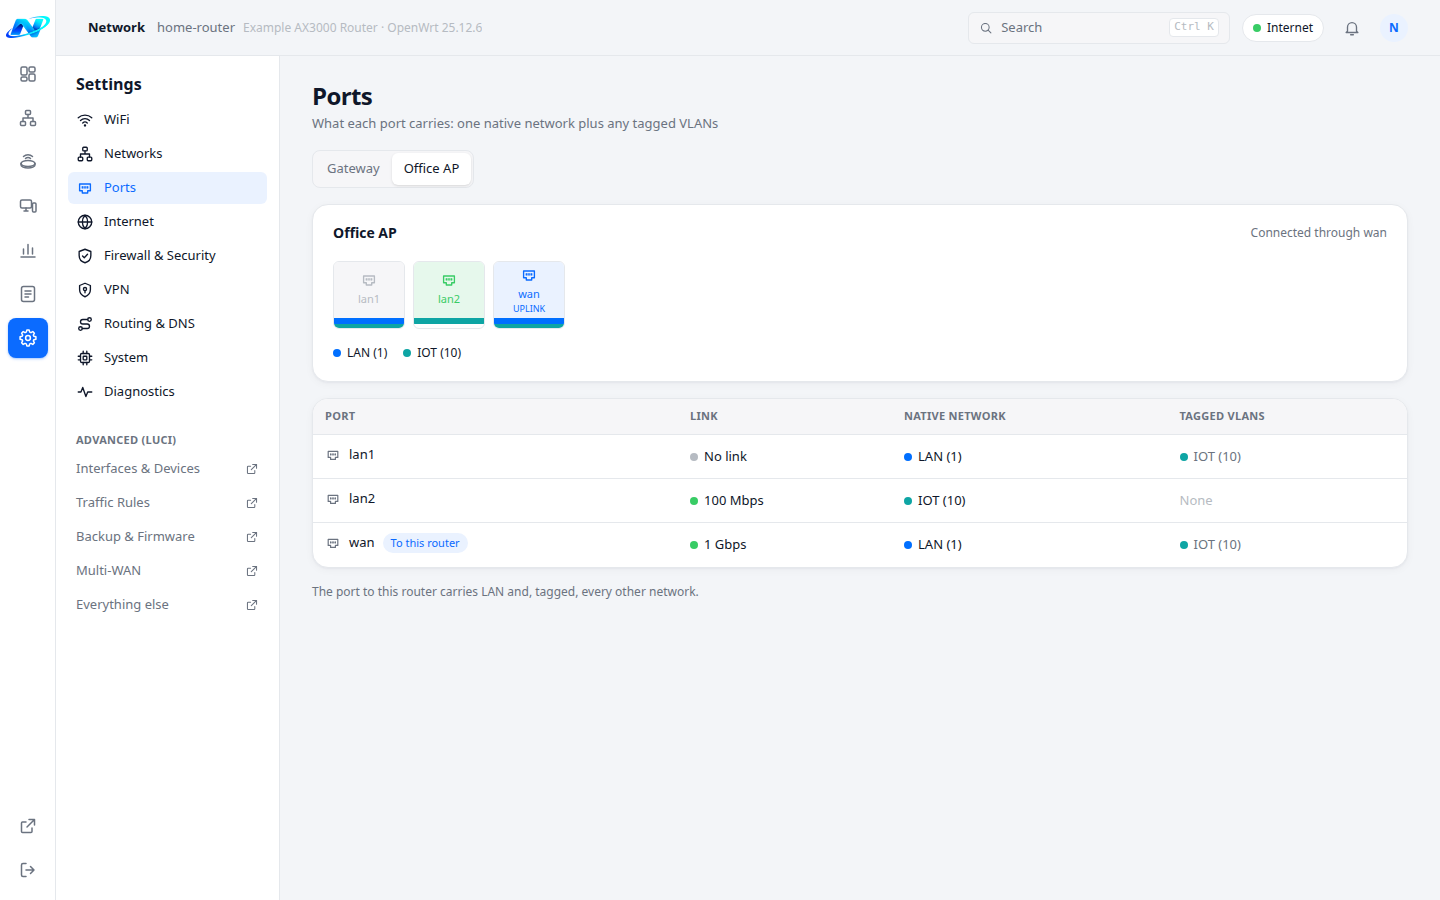 Network home-router Example AX3000 Router · OpenWrt 25.12.6
Search Ctrl K
Internet
N
Settings
WiFi
Networks
Ports
Internet
Firewall & Security
VPN
Routing & DNS
System
Diagnostics
ADVANCED (LUCI)
Interfaces & Devices
Traffic Rules
Backup & Firmware
Multi-WAN
Everything else
Ports
What each port carries: one native network plus any tagged VLANs
Gateway Office AP
Office AP Connected through wan
lan1 lan2 wan
UPLINK
LAN (1) IOT (10)
PORT LINK NATIVE NETWORK TAGGED VLANS
lan1 No link LAN (1) IOT (10)
lan2 100 Mbps IOT (10) None
wan To this router 1 Gbps LAN (1) IOT (10)
The port to this router carries LAN and, tagged, every other network.